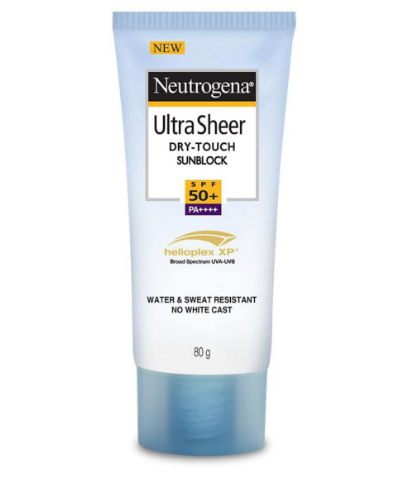 NEW
Neutrogena®
Ultra Sheer
DRY-TOUCH
SUNBLOCK
SPF
50+
PA++++
helioplex XP™
Broad Spectrum UVA-UVB
WATER & SWEAT RESISTANT
NO WHITE CAST
80 g